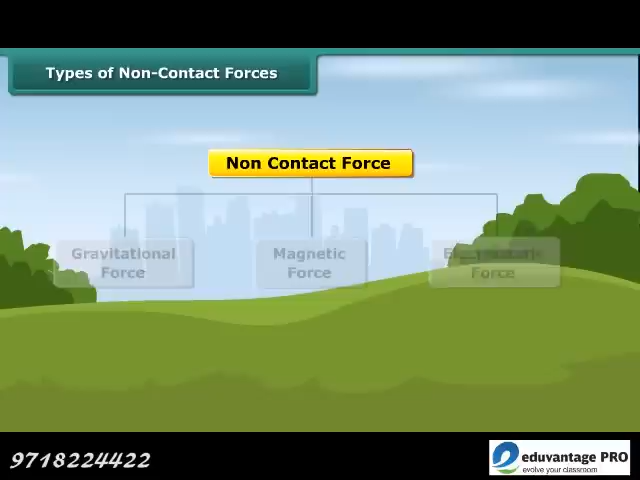 Types of Non-Contact Forces
Non Contact Force
Gravitational
Force
Magnetic
Force
Force
9718224422
eduvantage PRO
evolve your classroom